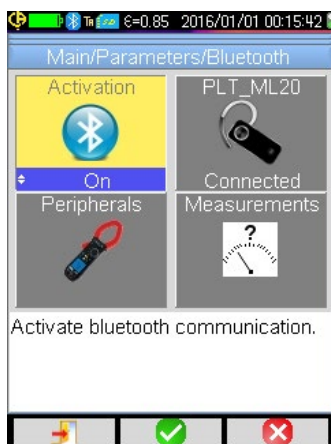 Ta ε=0.85 2016/01/01 00:15:42
Main/Parameters/Bluetooth
Activation PLT_ML20
On Connected
Peripherals Measurements
?
Activate bluetooth communication.